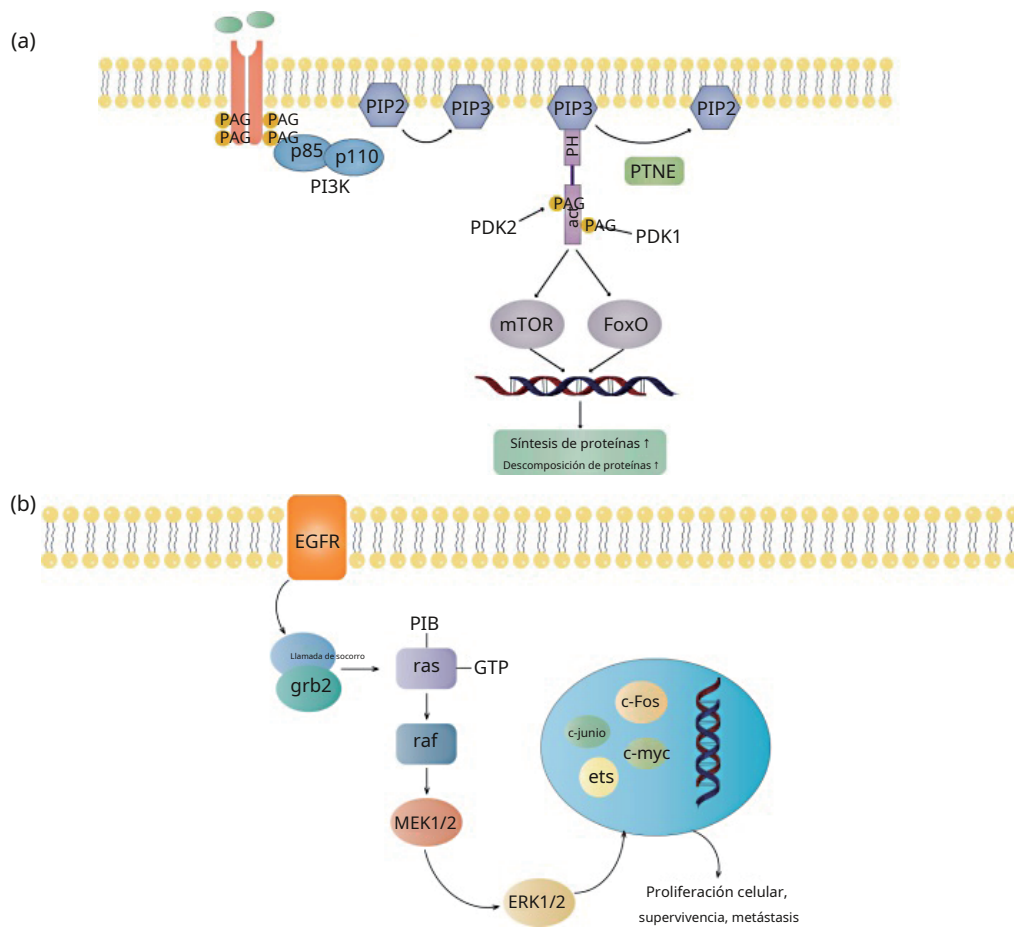 (a)
PIP2
PIP3
PIP3
PIP2
PAG
PAG
PAG
PAG
p85
p110
PI3K
PH
PTNE
PAG
act
PAG
PDK2
PDK1
mTOR
FoxO
Síntesis de proteínas ↑
Descomposición de proteínas ↑
(b)
EGFR
Llamada de socorro
grb2
PIB
ras
GTP
raf
MEK1/2
ERK1/2
c-Fos
c-junio
c-myc
ets
Proliferación celular,
supervivencia, metástasis